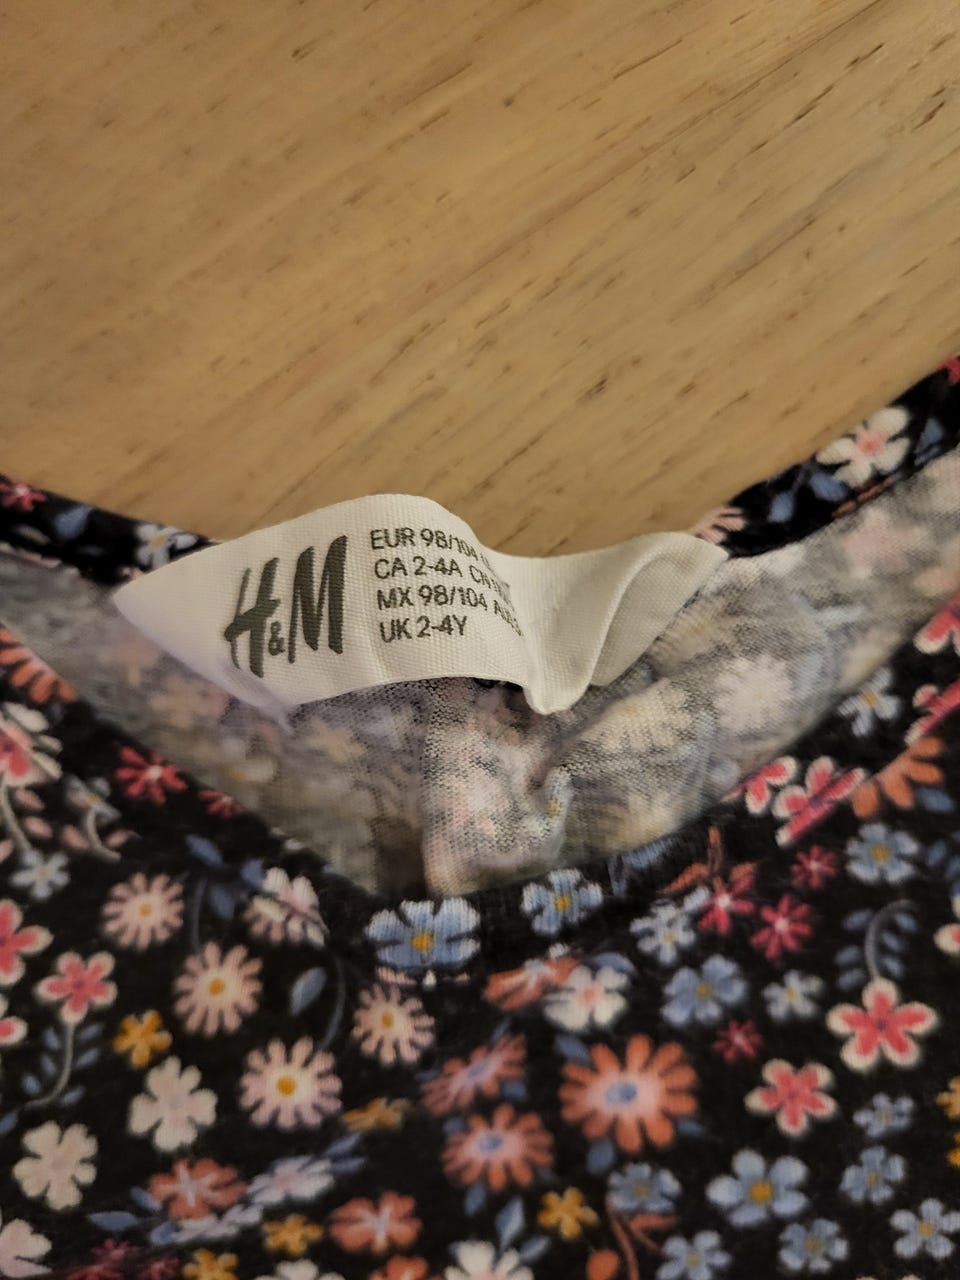 H&M
EUR 98/104
CA 2-4A
MX 98/104
UK 2-4Y